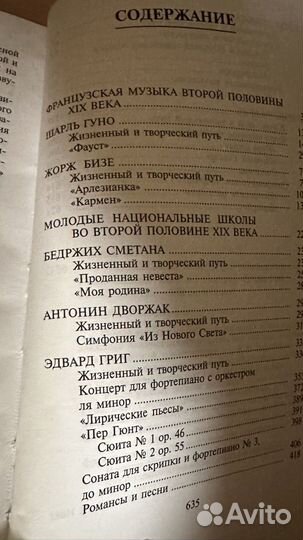 СОДЕРЖАНИЕ
ФРАНЦУЗСКАЯ МУЗЫКА ВТОРОЙ ПОЛОВИНЫ
XIX ВЕКА
ШАРЛЬ ГУНО
Жизненный и творческий путь
«Фауст»
ЖОРЖ БИЗЕ
Жизненный и творческий путь
«Арлезианка»
«Кармен»
МОЛОДЫЕ НАЦИОНАЛЬНЫЕ ШКОЛЫ
ВО ВТОРОЙ ПОЛОВИНЕ XIX ВЕКА
БЕДРЖИХ СМЕТАНА
Жизненный и творческий путь
«Проданная невеста»
«Моя родина»
АНТОНИН ДВОРЖАК
Жизненный и творческий путь
Симфония «Из Нового Света»
ЭДВАРД ГРИГ
Жизненный и творческий путь
Концерт для фортепиано с оркестром
ля минор
«Лирические пьесы»
«Пер Гюнт»
Сюита № 1 ор. 46
Сюита № 2 ор. 55
Соната для скрипки и фортепиано № 3,
до минор 406
Романсы и песни 418
635
Avito